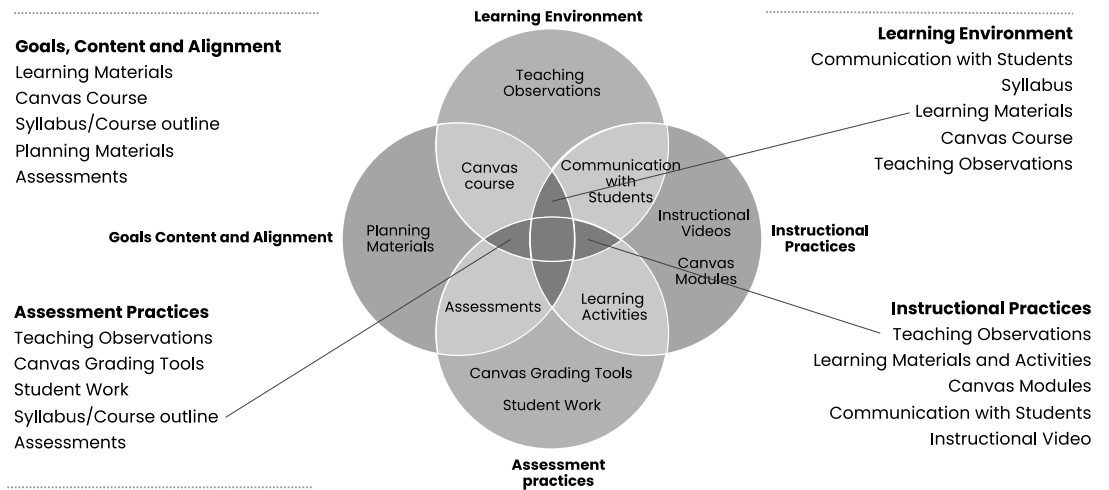 Learning Environment
Goals, Content and Alignment
Learning Materials
Canvas Course
Syllabus/Course outline
Planning Materials
Assessments
Learning Environment
Communication with Students
Syllabus
Learning Materials
Canvas Course
Teaching Observations
Teaching
Observations
Canvas
course
Communication
with
Students
Goals Content and Alignment
Planning
Materials
Instructional
Videos
Canvas
Modules
Instructional
Practices
Assessments
Learning
Activities
Canvas Grading Tools
Student Work
Assessment
practices
Assessment Practices
Teaching Observations
Canvas Grading Tools
Student Work
Syllabus/Course outline
Assessments
Instructional Practices
Teaching Observations
Learning Materials and Activities
Canvas Modules
Communication with Students
Instructional Video